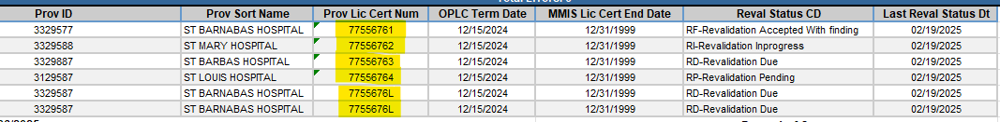 Prov ID Prov Sort Name Prov Lic Cert Num OPLC Term Date MMIS Lic Cert End Date Reval Status CD Last Reval Status Dt
3329577 ST BARNABAS HOSPITAL 77556761 12/15/2024 12/31/1999 RF-Revalidation Accepted With finding 02/19/2025
3329588 ST MARY HOSPITAL 77556762 12/15/2024 12/31/1999 RI-Revalidation Inprogress 02/19/2025
3329887 ST BARBAS HOSPITAL 77556763 12/15/2024 12/31/1999 RD-Revalidation Due 02/19/2025
3129587 ST LOUIS HOSPITAL 77556764 12/15/2024 12/31/1999 RP-Revalidation Pending 02/19/2025
3329587 ST BARNABAS HOSPITAL 7755676L 12/15/2024 12/31/1999 RD-Revalidation Due 02/19/2025
3329587 ST BARNABAS HOSPITAL 7755676L 12/15/2024 12/31/1999 RD-Revalidation Due 02/19/2025